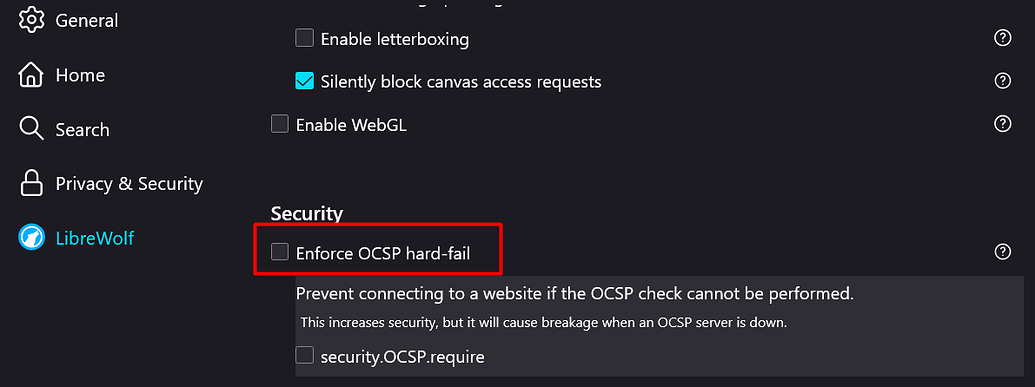 General
Home
Search
Privacy & Security
LibreWolf
Enable letterboxing
Silently block canvas access requests
Enable WebGL
Security
Enforce OCSP hard-fail
Prevent connecting to a website if the OCSP check cannot be performed.
This increases security, but it will cause breakage when an OCSP server is down.
security.OCSP.require